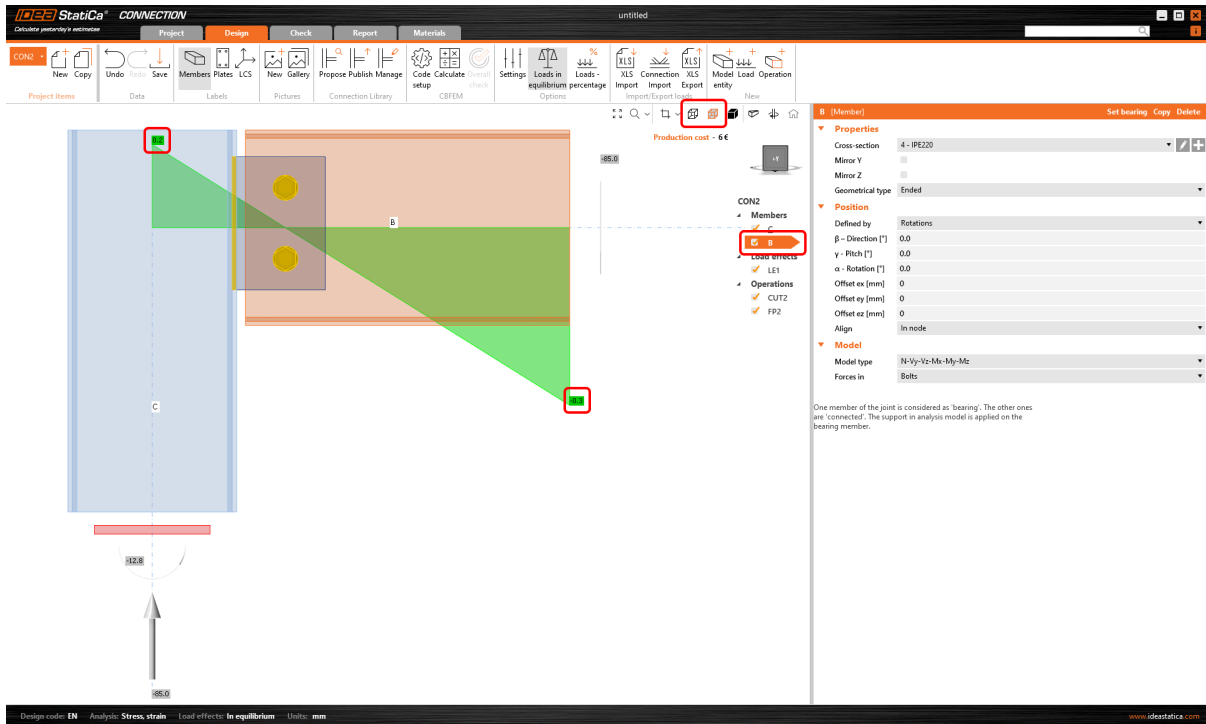 IDEA StatiCa® CONNECTION
untitled
Calculate yesterday's estimates
Project Design Check Report Materials
CON2
New Copy Undo Redo Save Members Plates LCS New Gallery Propose Publish Manage Code setup Calculate Overall check Settings Loads in equilibrium Loads - percentage XLS Import Connection Import XLS Export Model entity Load Operation
Project items Data Labels Pictures Connection Library CBFEM Options Import/Export loads New
Production cost - 6 €
0.2
-85.0
+Y
B
C
-0.3
-12.8
-85.0
CON2
Members
C
B
Load effects
LE1
Operations
CUT2
FP2
B [Member] Set bearing Copy Delete
Properties
Cross-section 4 - IPE220
Mirror Y
Mirror Z
Geometrical type Ended
Position
Defined by Rotations
β – Direction [°] 0.0
γ - Pitch [°] 0.0
α - Rotation [°] 0.0
Offset ex [mm] 0
Offset ey [mm] 0
Offset ez [mm] 0
Align In node
Model
Model type N-Vy-Vz-Mx-My-Mz
Forces in Bolts
One member of the joint is considered as 'bearing'. The other ones
are 'connected'. The support in analysis model is applied on the
bearing member.
Design code: EN Analysis: Stress, strain Load effects: In equilibrium Units: mm
www.ideastatica.com